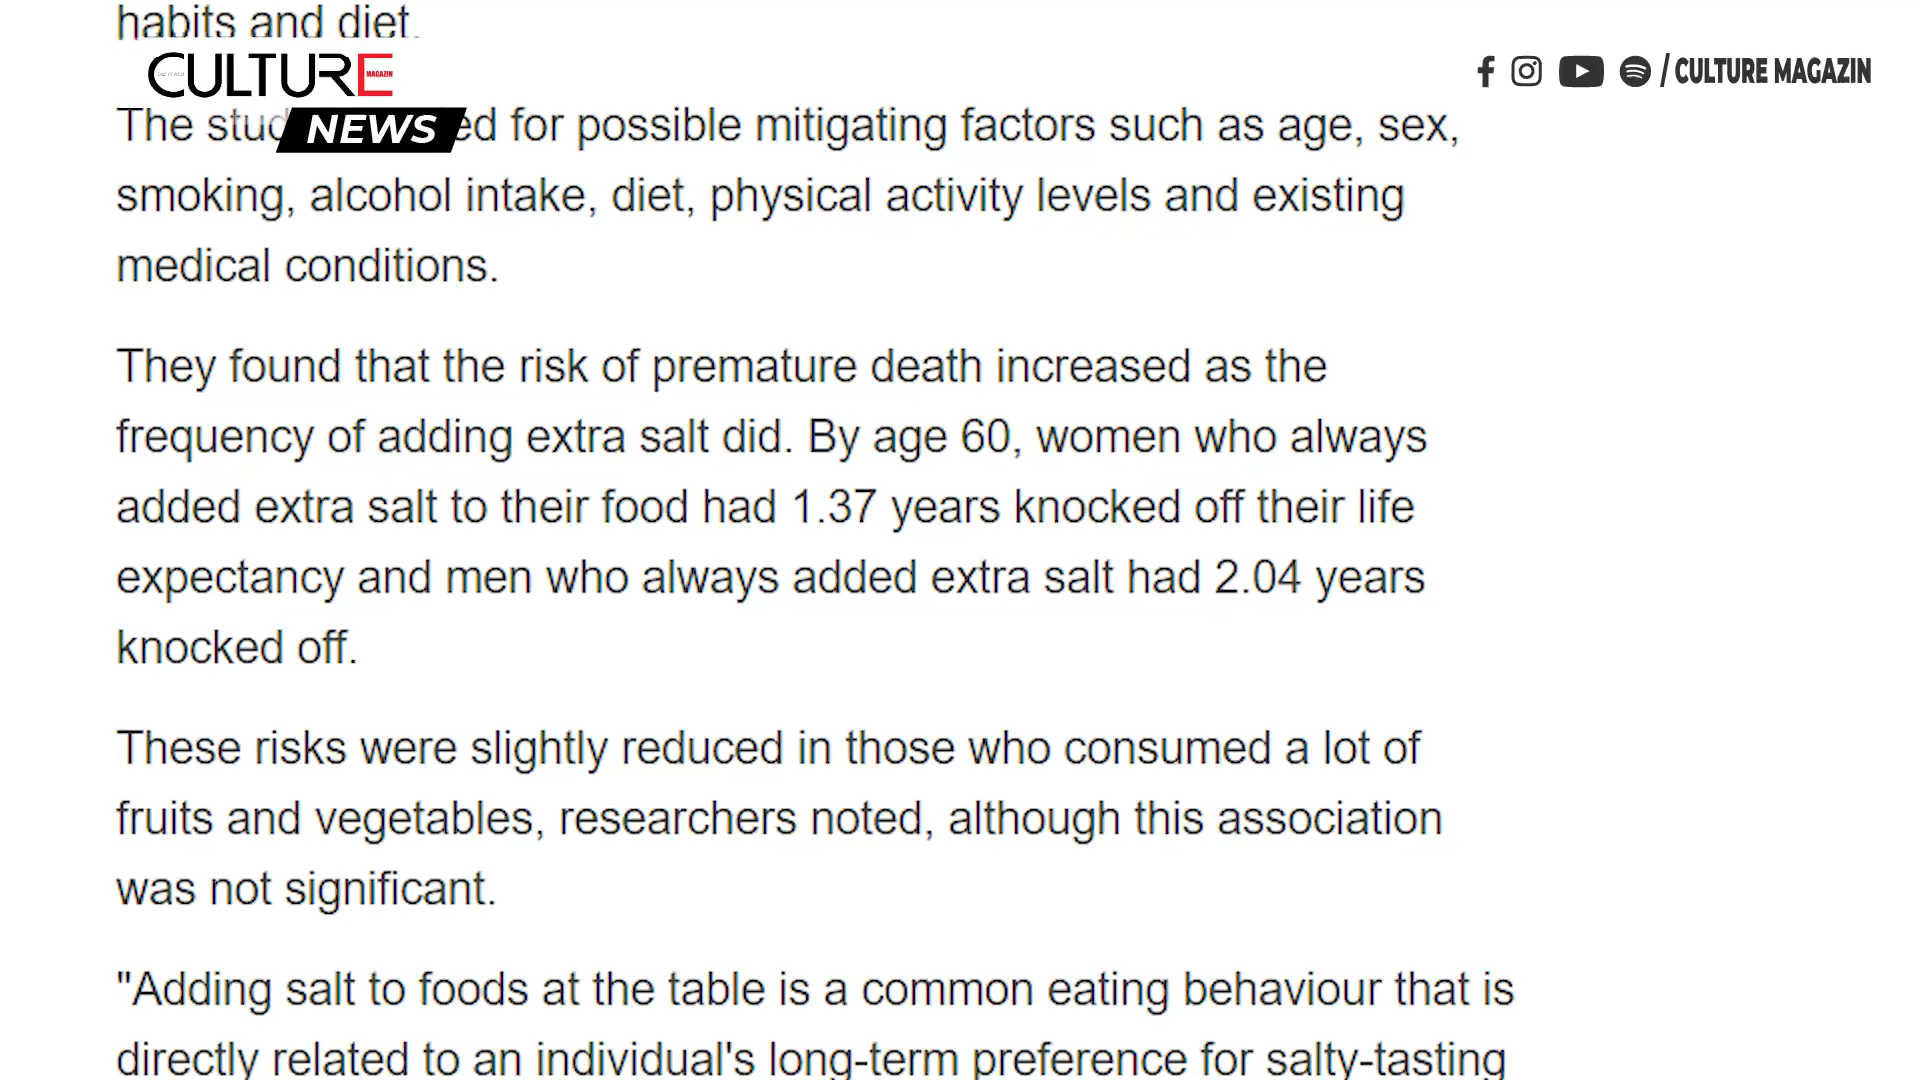 habits and diet.
CULTURE
MAGAZIN
NEWS
/ CULTURE MAGAZIN
The stud ed for possible mitigating factors such as age, sex,
smoking, alcohol intake, diet, physical activity levels and existing
medical conditions.
They found that the risk of premature death increased as the
frequency of adding extra salt did. By age 60, women who always
added extra salt to their food had 1.37 years knocked off their life
expectancy and men who always added extra salt had 2.04 years
knocked off.
These risks were slightly reduced in those who consumed a lot of
fruits and vegetables, researchers noted, although this association
was not significant.
"Adding salt to foods at the table is a common eating behaviour that is
directly related to an individual's long-term preference for salty-tasting